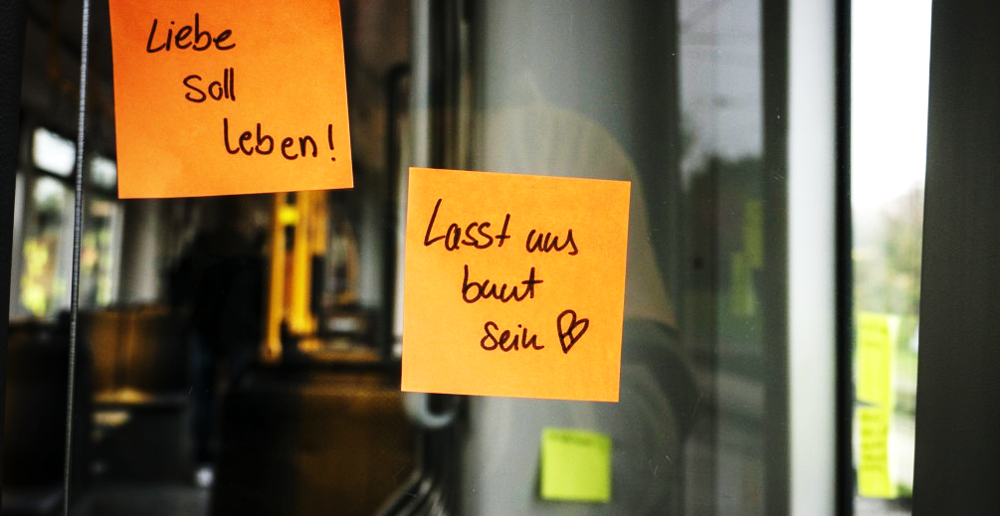 Liebe
soll
leben!
Lasst uns
bunt
sein ♡